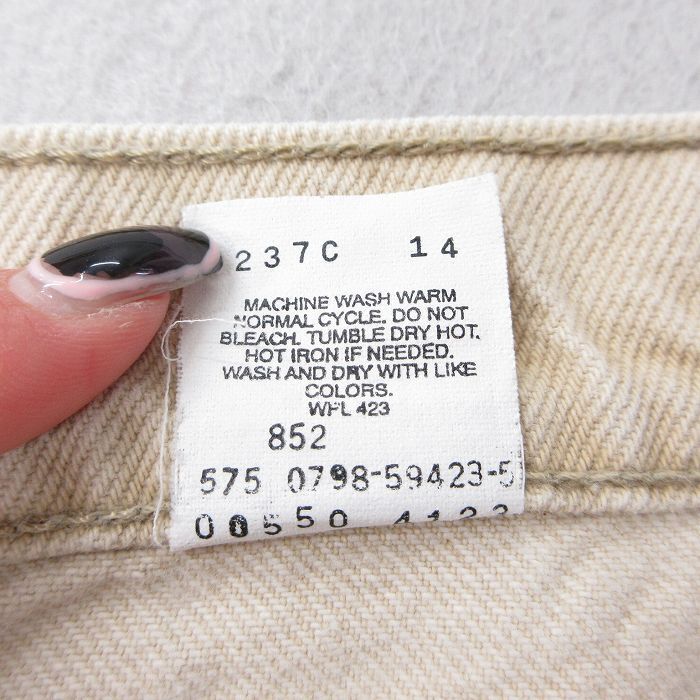 237C 14
MACHINE WASH WARM
NORMAL CYCLE. DO NOT
BLEACH. TUMBLE DRY HOT.
HOT IRON IF NEEDED.
WASH AND DRY WITH LIKE
COLORS.
WPL 423
852
575 0798-59423-5
00550 4123